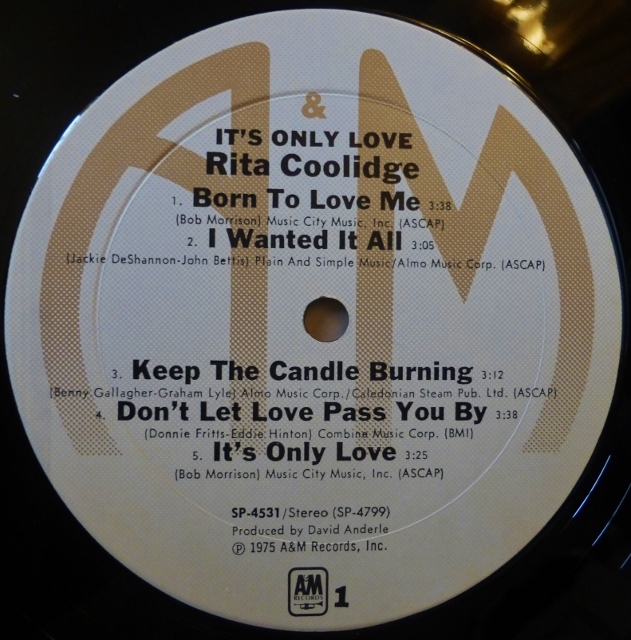 &
IT'S ONLY LOVE
Rita Coolidge
1. Born To Love Me 3:38
(Bob Morrison) Music City Music, Inc. (ASCAP)
2. I Wanted It All 3:05
(Jackie DeShannon-John Bettis) Plain And Simple Music/Almo Music Corp. (ASCAP)
3. Keep The Candle Burning 3:12
(Benny Gallagher-Graham Lyle) Almo Music Corp./Caledonian Steam Pub. Ltd. (ASCAP)
4. Don't Let Love Pass You By 3:38
(Donnie Fritts-Eddie Hinton) Combine Music Corp. (BMI)
5. It's Only Love 3:25
(Bob Morrison) Music City Music, Inc. (ASCAP)
SP-4531/Stereo (SP-4799)
Produced by David Anderle
℗ 1975 A&M Records, Inc.
A&M
RECORDS
1